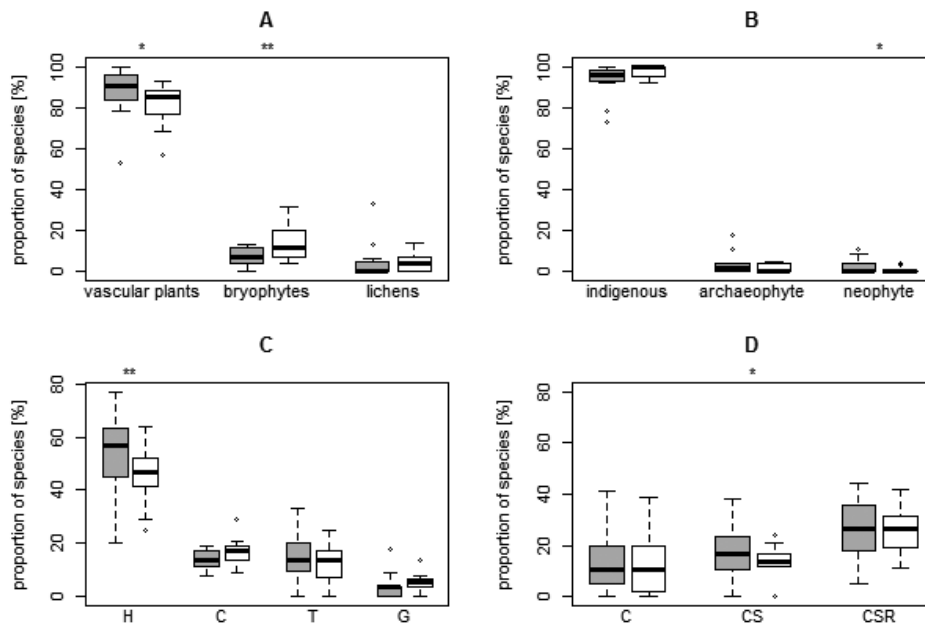 A
* **
proportion of species [%]
100
80
60
40
20
0
vascular plants bryophytes lichens
B
*
proportion of species [%]
100
80
60
40
20
0
indigenous archaeophyte neophyte
C
**
proportion of species [%]
80
60
40
20
0
H C T G
D
*
proportion of species [%]
80
60
40
20
0
C CS CSR